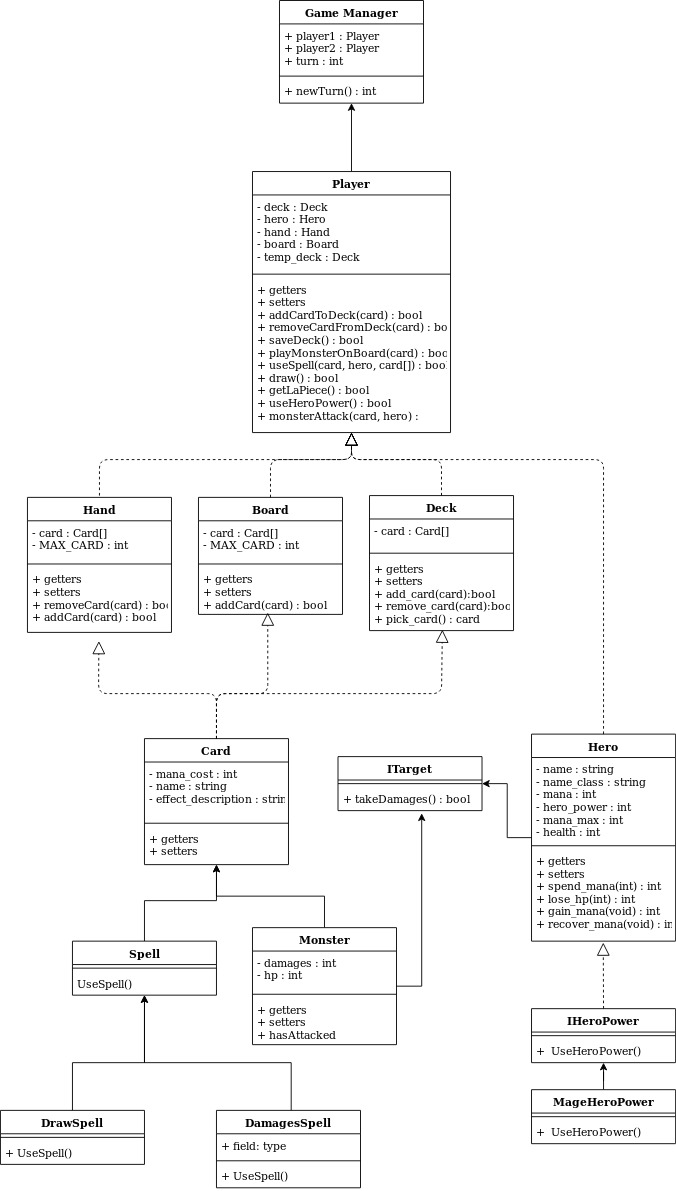 Game Manager
+ player1 : Player
+ player2 : Player
+ turn : int
+ newTurn() : int
Player
- deck : Deck
- hero : Hero
- hand : Hand
- board : Board
- temp_deck : Deck
+ getters
+ setters
+ addCardToDeck(card) : bool
+ removeCardFromDeck(card) : boo
+ saveDeck() : bool
+ playMonsterOnBoard(card) : boo
+ useSpell(card, hero, card[]) : bool
+ draw() : bool
+ getLaPiece() : bool
+ useHeroPower() : bool
+ monsterAttack(card, hero) :
Hand
- card : Card[]
- MAX_CARD : int
+ getters
+ setters
+ removeCard(card) : boo
+ addCard(card) : bool
Board
- card : Card[]
- MAX_CARD : int
+ getters
+ setters
+ addCard(card) : bool
Deck
- card : Card[]
+ getters
+ setters
+ add_card(card):bool
+ remove_card(card):boo
+ pick_card() : card
Card
- mana_cost : int
- name : string
- effect_description : strin
+ getters
+ setters
ITarget
+ takeDamages() : bool
Hero
- name : string
- name_class : string
- mana : int
- hero_power : int
- mana_max : int
- health : int
+ getters
+ setters
+ spend_mana(int) : int
+ lose_hp(int) : int
+ gain_mana(void) : int
+ recover_mana(void) : in
Spell
UseSpell()
Monster
- damages : int
- hp : int
+ getters
+ setters
+ hasAttacked
IHeroPower
+ UseHeroPower()
MageHeroPower
+ UseHeroPower()
DrawSpell
+ UseSpell()
DamagesSpell
+ field: type
+ UseSpell()